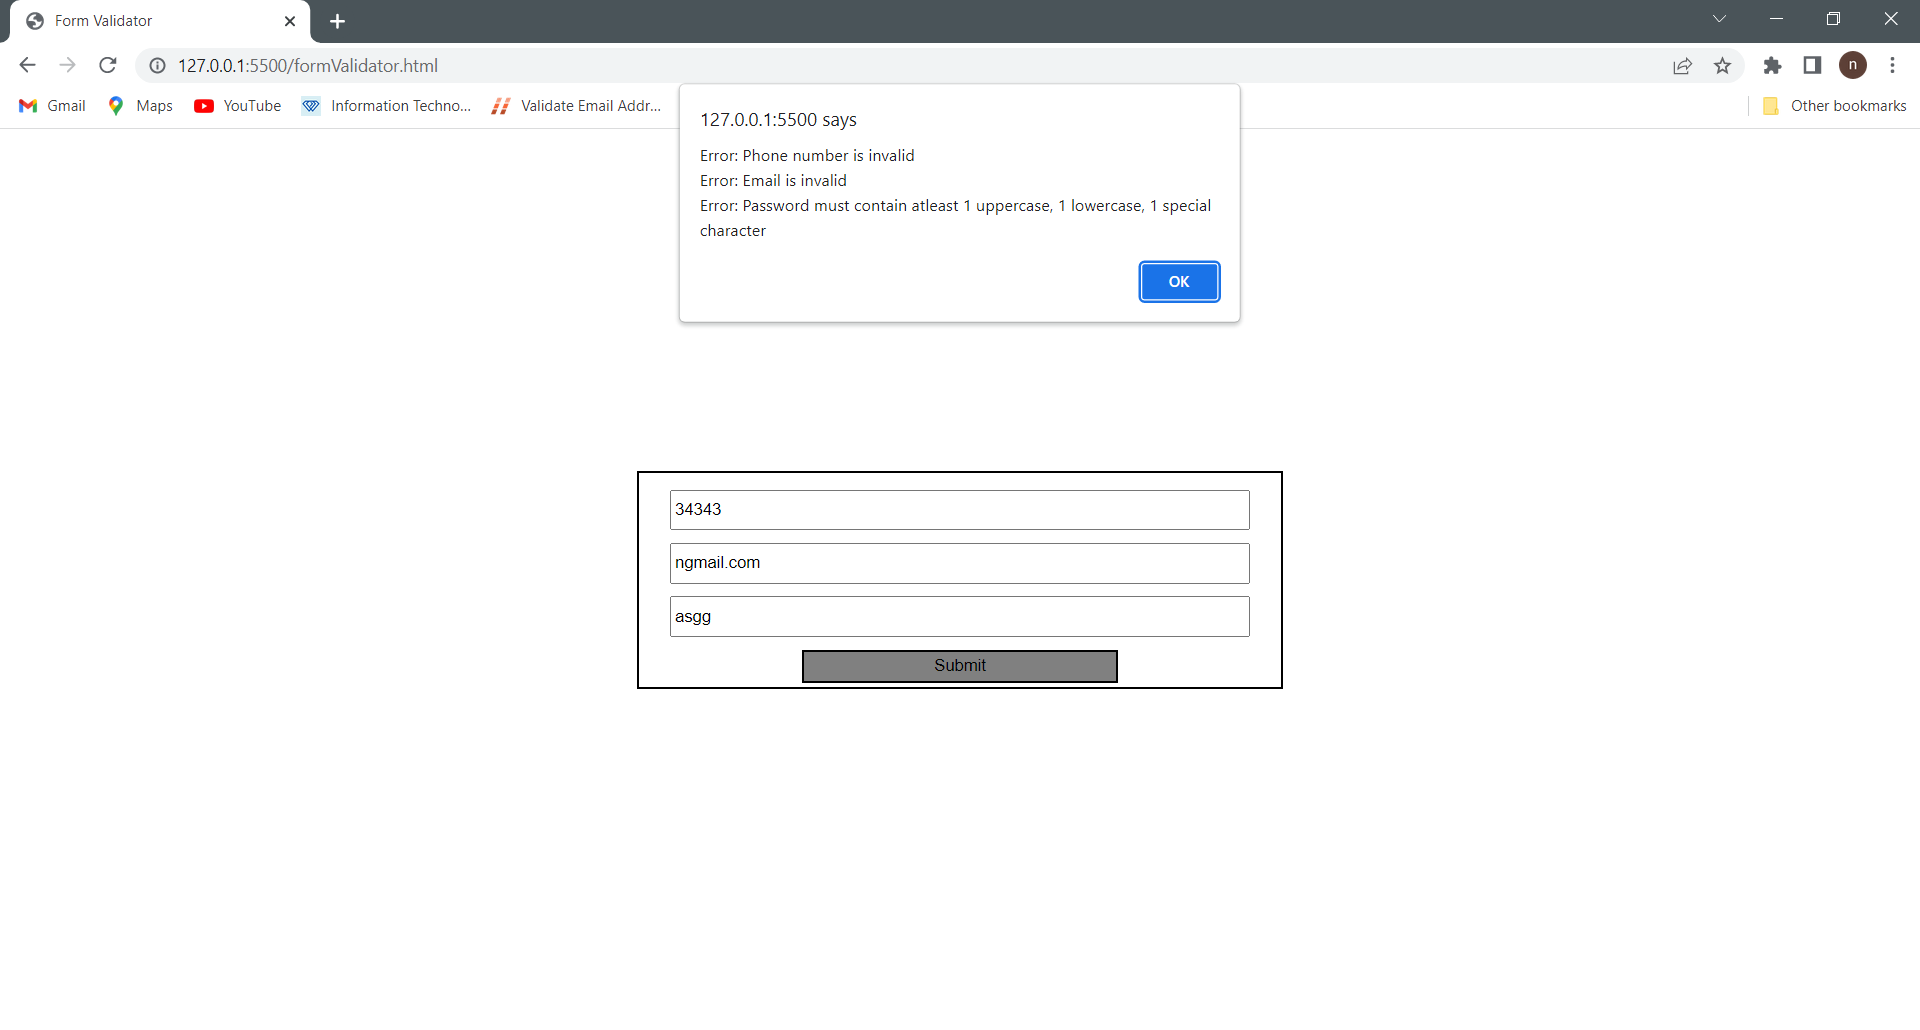 Form Validator
127.0.0.1:5500/formValidator.html
n
Gmail
Maps
YouTube
Information Techno...
Validate Email Addr...
Other bookmarks
127.0.0.1:5500 says
Error: Phone number is invalid
Error: Email is invalid
Error: Password must contain atleast 1 uppercase, 1 lowercase, 1 special
character
OK
34343
ngmail.com
asgg
Submit